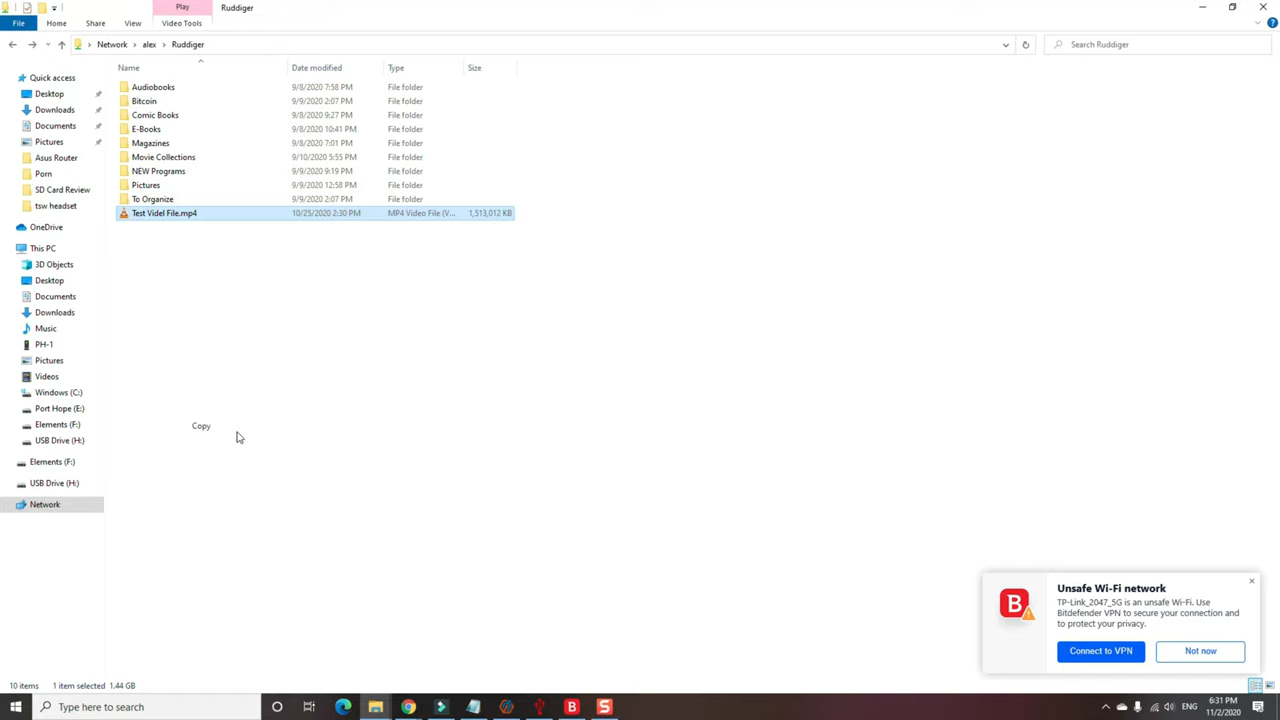 Play
Ruddiger
File
Home
Share
View
Video Tools
Network
alex
Ruddiger
Search Ruddiger
Name
Date modified
Type
Size
Audiobooks
9/8/2020 7:58 PM
File folder
Bitcoin
9/9/2020 2:07 PM
File folder
Comic Books
9/8/2020 9:27 PM
File folder
E-Books
9/8/2020 10:41 PM
File folder
Magazines
9/8/2020 7:01 PM
File folder
Movie Collections
9/10/2020 5:55 PM
File folder
NEW Programs
9/9/2020 9:19 PM
File folder
Pictures
9/9/2020 12:58 PM
File folder
To Organize
9/9/2020 2:07 PM
File folder
Test Videl File.mp4
10/25/2020 2:30 PM
MP4 Video File (V...
1,513,012 KB
Quick access
Desktop
Downloads
Documents
Pictures
Asus Router
Porn
SD Card Review
tsw headset
OneDrive
This PC
3D Objects
Desktop
Documents
Downloads
Music
PH-1
Pictures
Videos
Windows (C:)
Port Hope (E:)
Elements (F:)
USB Drive (H:)
Elements (F:)
USB Drive (H:)
Network
Copy
B
Unsafe Wi-Fi network
TP-Link_2047_5G is an unsafe Wi-Fi. Use
Bitdefender VPN to secure your connection and
to protect your privacy.
Connect to VPN
Not now
10 items
1 item selected 1.44 GB
Type here to search
B
S
ENG
6:31 PM
11/2/2020